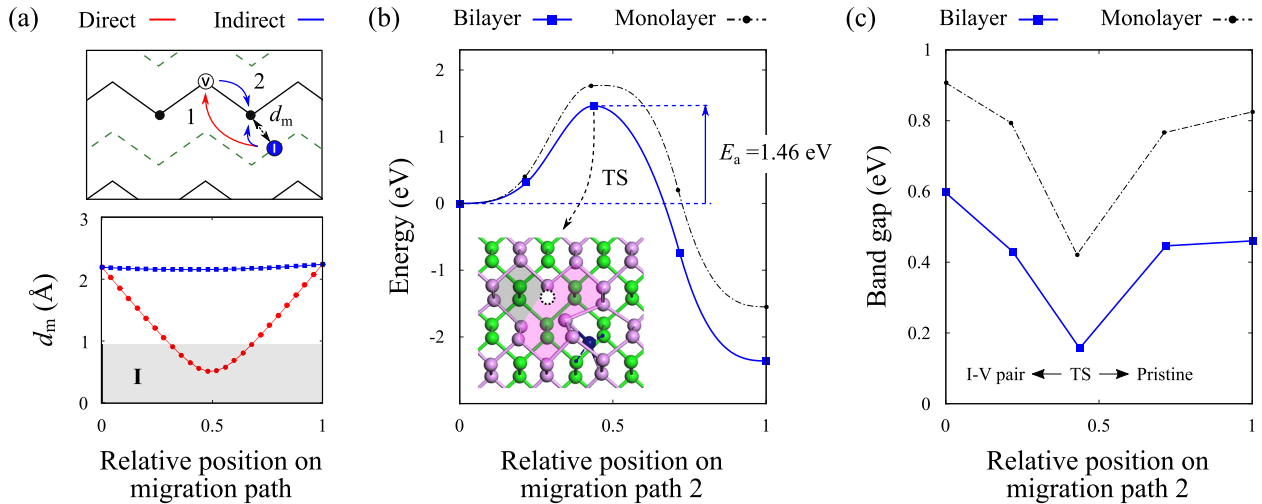 (a)
Direct
Indirect
V
2
1
dm
I
3
2
1
0
dm (Å)
I
0
0.5
1
Relative position on
migration path
(b)
Bilayer
Monolayer
2
1
0
-1
-2
Energy (eV)
Ea =1.46 eV
TS
0
0.5
1
Relative position on
migration path 2
(c)
Bilayer
Monolayer
1
0.8
0.6
0.4
0.2
0
Band gap (eV)
I-V pair
TS
Pristine
0
0.5
1
Relative position on
migration path 2